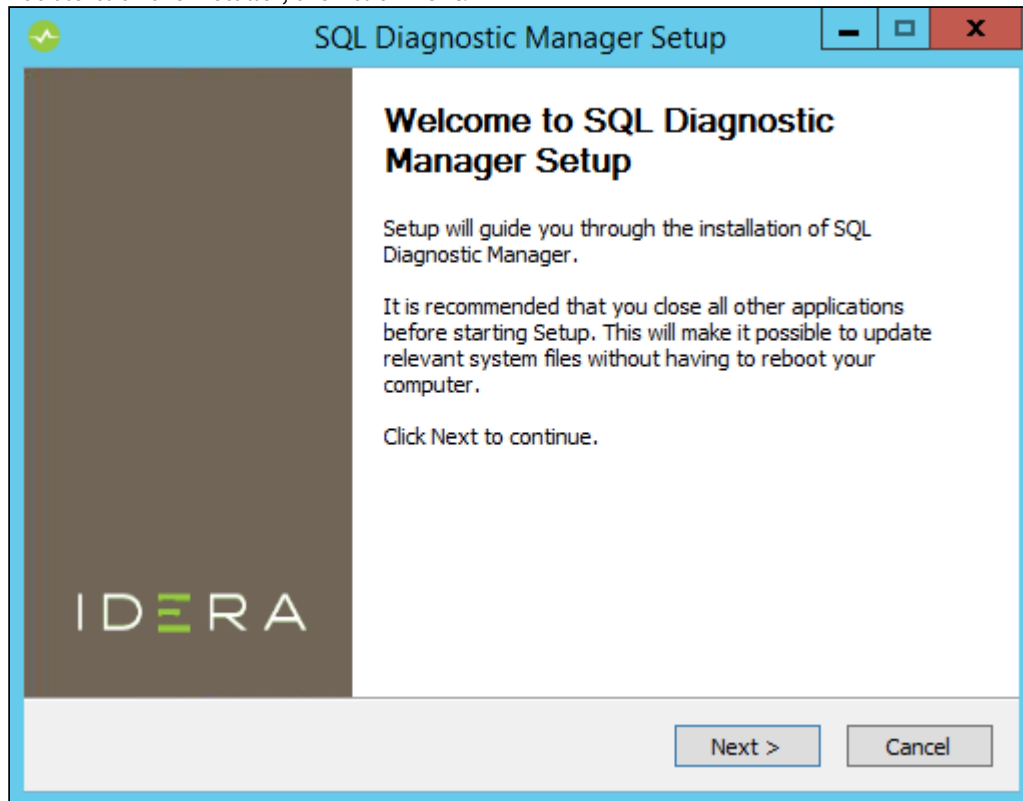 SQL Diagnostic Manager Setup
Welcome to SQL Diagnostic
Manager Setup
Setup will guide you through the installation of SQL
Diagnostic Manager.
It is recommended that you close all other applications
before starting Setup. This will make it possible to update
relevant system files without having to reboot your
computer.
Click Next to continue.
IDERA
Next >
Cancel